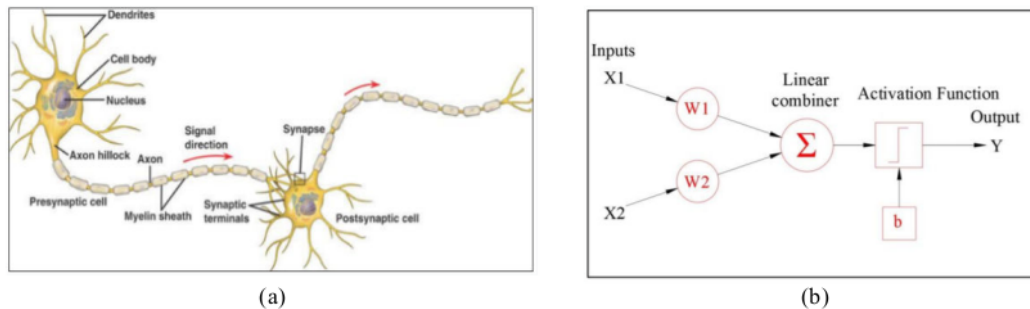 Dendrites
Cell body
Nucleus
Axon hillock
Axon
Signal
direction
Synapse
Presynaptic cell
Myelin sheath
Synaptic
terminals
Postsynaptic cell
(a)
Inputs
X1
W1
Linear
combiner
Activation Function
Output
Σ
Y
W2
X2
b
(b)